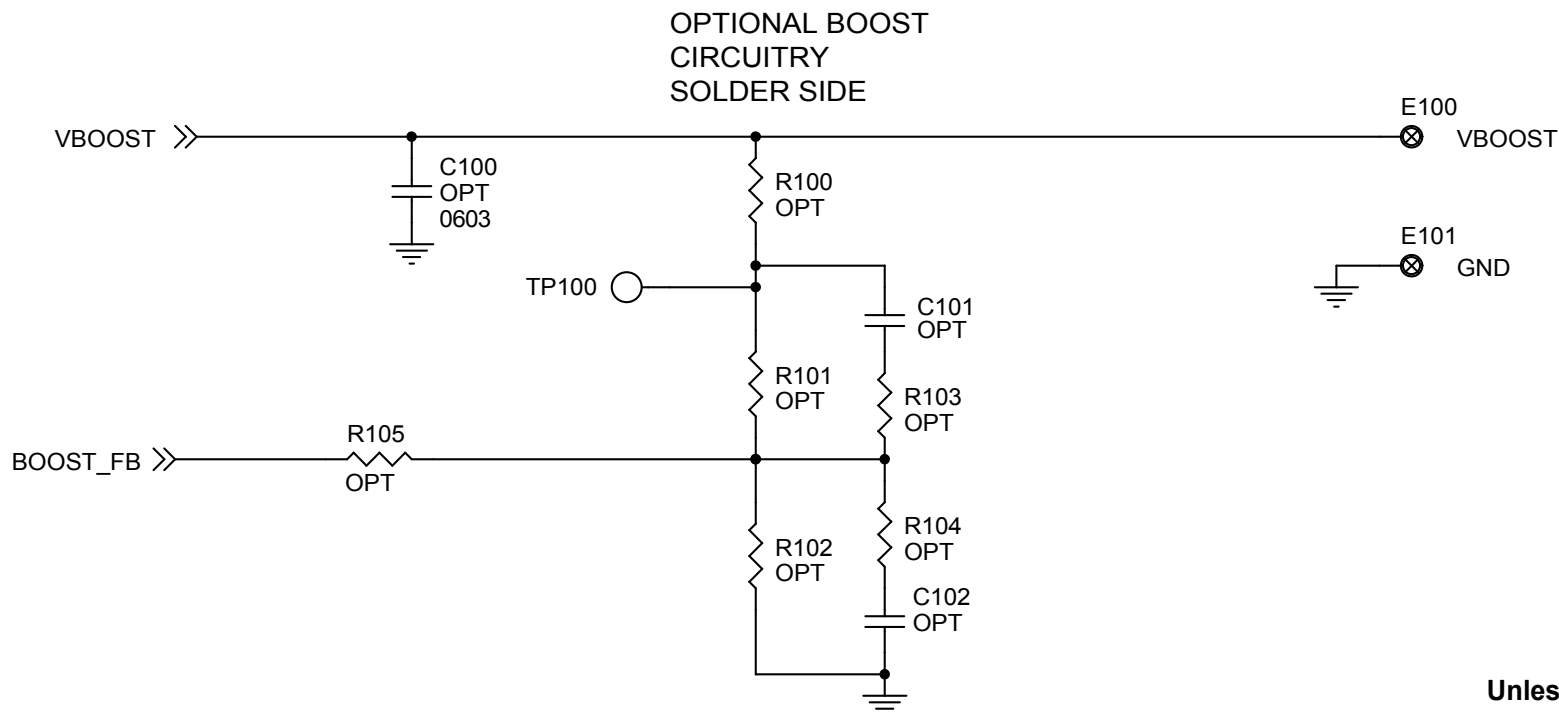 OPTIONAL BOOST
CIRCUITRY
SOLDER SIDE
E100
VBOOST
VBOOST
C100
OPT
0603
R100
OPT
E101
GND
TP100
C101
OPT
R101
OPT
R103
OPT
R105
BOOST_FB
OPT
R104
OPT
R102
OPT
C102
OPT
Unles